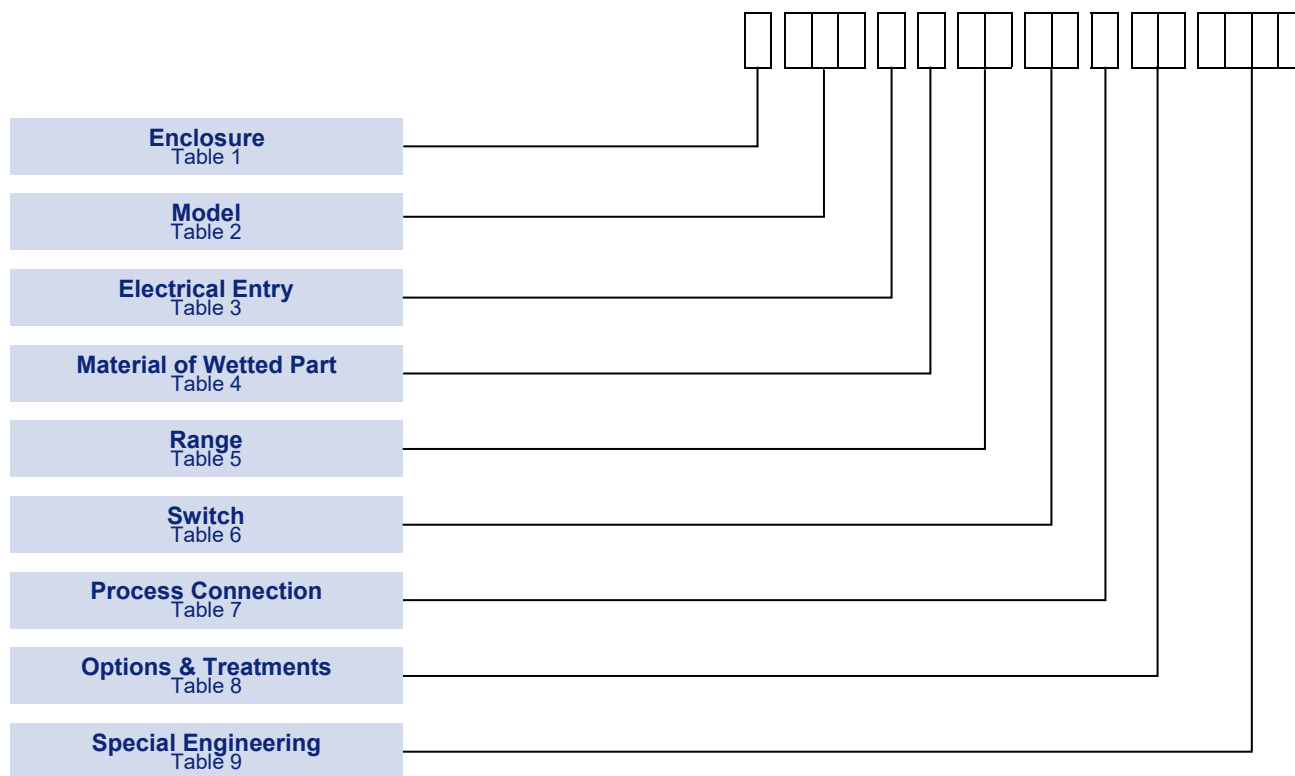 Enclosure
Table 1
Model
Table 2
Electrical Entry
Table 3
Material of Wetted Part
Table 4
Range
Table 5
Switch
Table 6
Process Connection
Table 7
Options & Treatments
Table 8
Special Engineering
Table 9